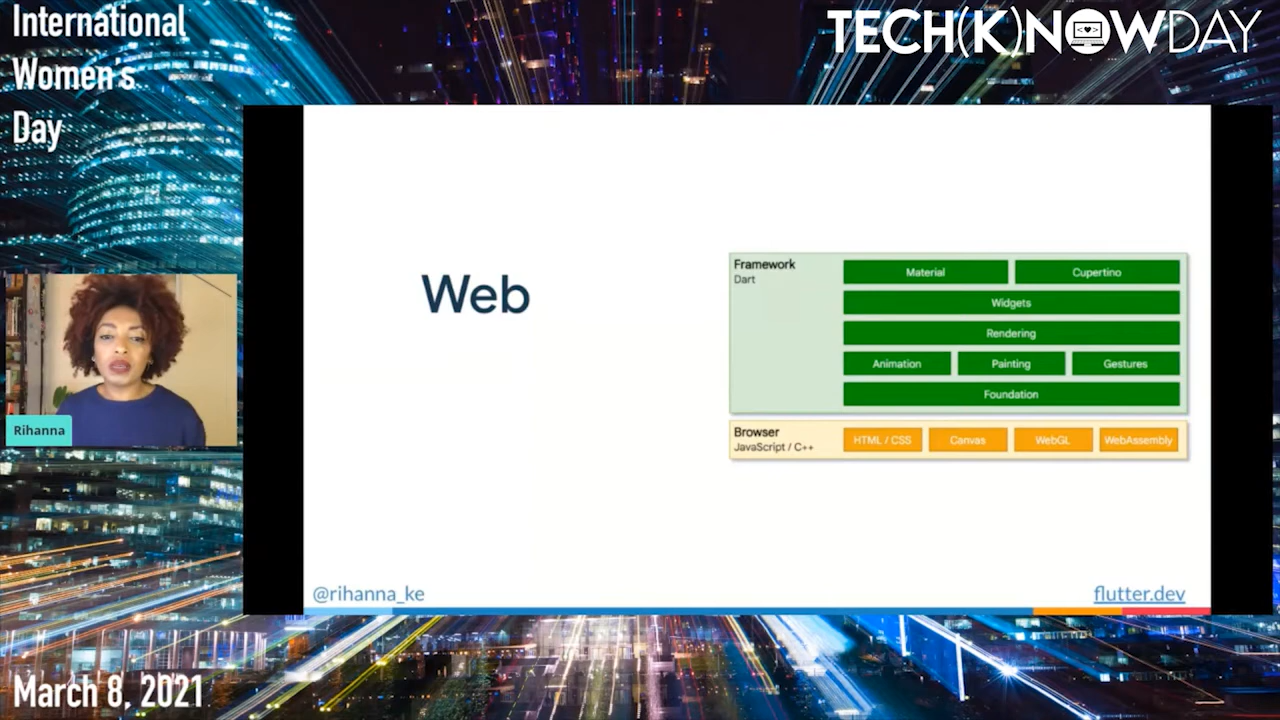 International
Women's
Day
TECH(K)NOWDAY
Web
Framework
Dart
Material
Cupertino
Widgets
Rendering
Animation
Painting
Gestures
Foundation
Browser
JavaScript / C++
HTML / CSS
Canvas
WebGL
WebAssembly
Rihanna
@rihanna_ke
flutter.dev
March 8, 2021